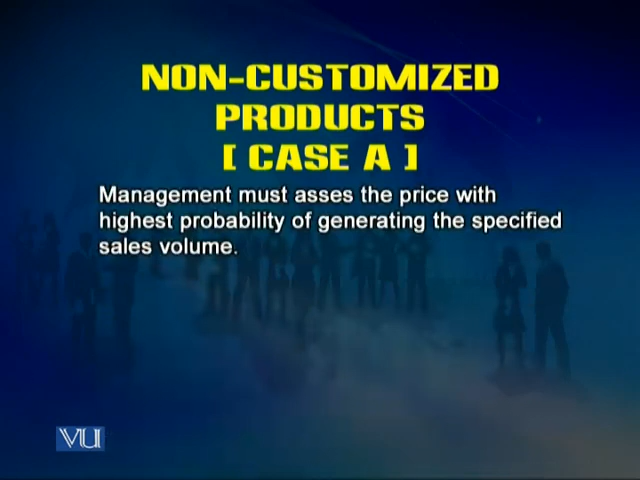 NON-CUSTOMIZED
PRODUCTS
[ CASE A ]
Management must asses the price with
highest probability of generating the specified
sales volume.
VU